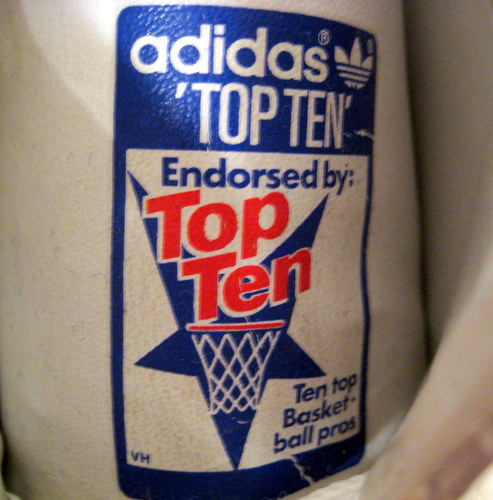 adidas®
'TOP TEN'
Endorsed by:
Top
Ten
Ten top
Basket-
ball pros
VH